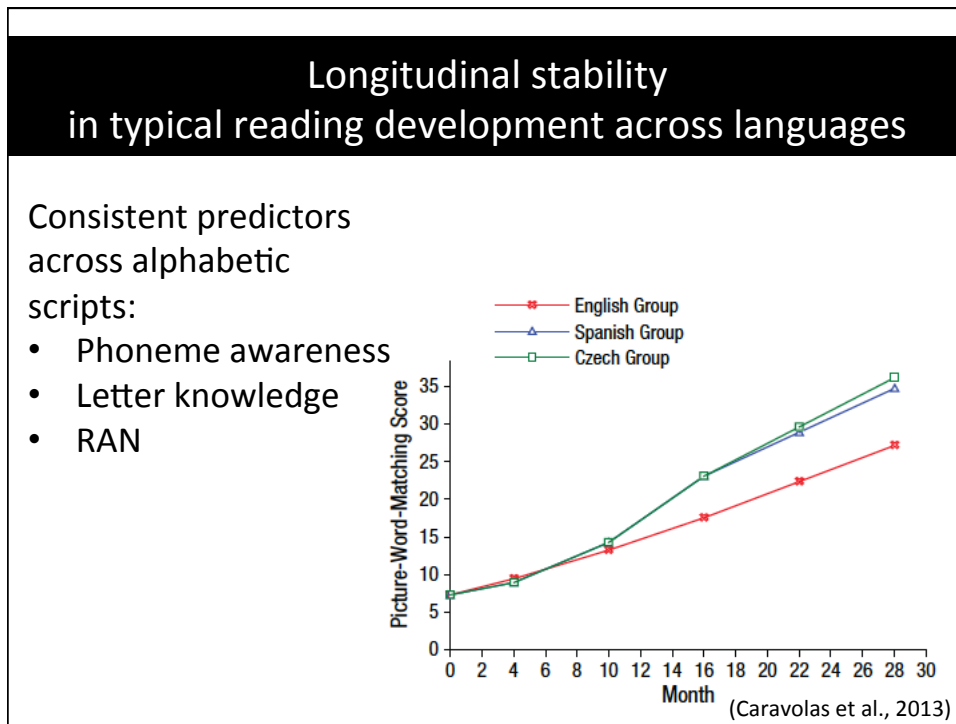 Longitudinal stability
in typical reading development across languages
Consistent predictors
across alphabetic
scripts:
• Phoneme awareness
• Letter knowledge
• RAN
English Group
Spanish Group
Czech Group
Picture-Word-Matching Score
35
30
25
20
15
10
5
0
0 2 4 6 8 10 12 14 16 18 20 22 24 26 28 30
Month
(Caravolas et al., 2013)